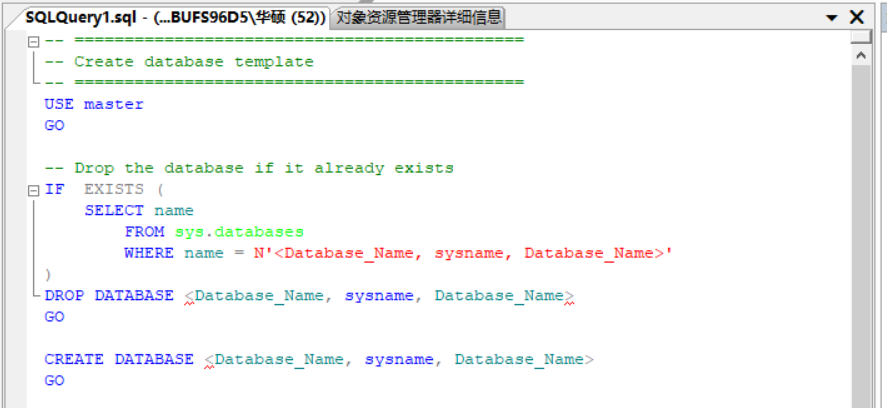 SQLQuery1.sql - (...BUFS96D5\华硕 (52)) 对象资源管理器详细信息
-- =============================================
-- Create database template
-- =============================================
USE master
GO
-- Drop the database if it already exists
IF  EXISTS (
SELECT name
FROM sys.databases
WHERE name = N'<Database_Name, sysname, Database_Name>'
)
DROP DATABASE <Database_Name, sysname, Database_Name>
GO
CREATE DATABASE <Database_Name, sysname, Database_Name>
GO